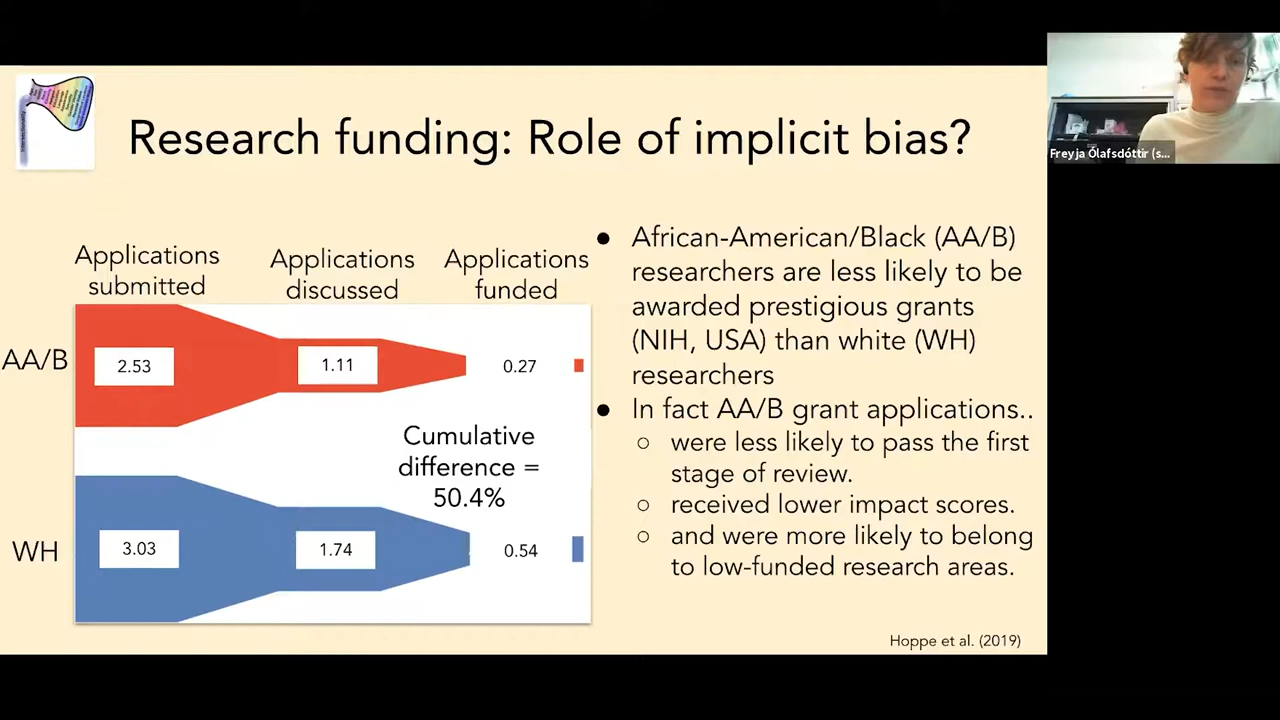 Research funding: Role of implicit bias?
Freyja Ólafsdóttir (s...
Applications
submitted
Applications
discussed
Applications
funded
AA/B
2.53
1.11
0.27
Cumulative
difference =
50.4%
WH
3.03
1.74
0.54
● African-American/Black (AA/B)
researchers are less likely to be
awarded prestigious grants
(NIH, USA) than white (WH)
researchers
● In fact AA/B grant applications..
○ were less likely to pass the first
stage of review.
○ received lower impact scores.
○ and were more likely to belong
to low-funded research areas.
Hoppe et al. (2019)